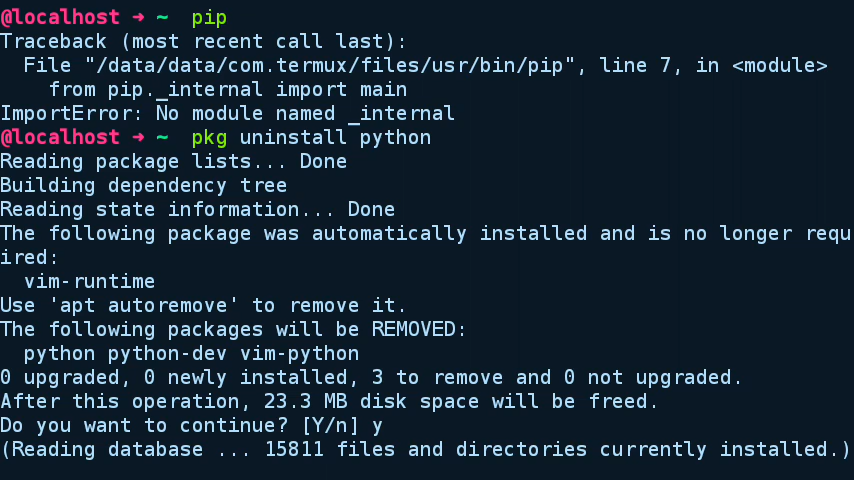 @localhost ➜ ~ pip
Traceback (most recent call last):
  File "/data/data/com.termux/files/usr/bin/pip", line 7, in <module>
    from pip._internal import main
ImportError: No module named _internal
@localhost ➜ ~ pkg uninstall python
Reading package lists... Done
Building dependency tree
Reading state information... Done
The following package was automatically installed and is no longer requ
ired:
  vim-runtime
Use 'apt autoremove' to remove it.
The following packages will be REMOVED:
  python python-dev vim-python
0 upgraded, 0 newly installed, 3 to remove and 0 not upgraded.
After this operation, 23.3 MB disk space will be freed.
Do you want to continue? [Y/n] y
(Reading database ... 15811 files and directories currently installed.)